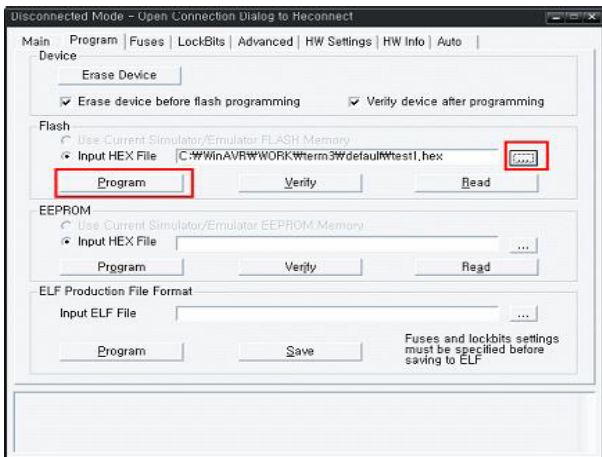 Disconnected Mode - Open Connection Dialog to Reconnect
Main Program Fuses LockBits Advanced HW Settings HW Info Auto
Device
Erase Device
Erase device before flash programming Verify device after programming
Flash
Use Current Simulator/Emulator FLASH Memory
Input HEX File C:₩WinAVR₩WORK₩term3₩default₩test1.hex ...
Program Verify Read
EEPROM
Use Current Simulator/Emulator EEPROM Memory
Input HEX File ...
Program Verify Read
ELF Production File Format
Input ELF File ...
Program Save Fuses and lockbits settings
must be specified before
saving to ELF